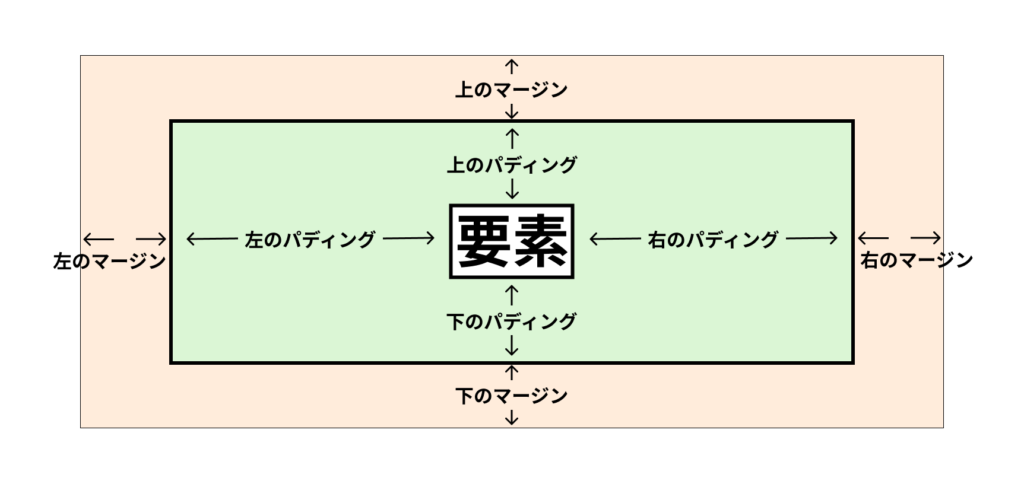 上のマージン
上のパディング
左のマージン
左のパディング
要素
右のパディング
右のマージン
下のパディング
下のマージン